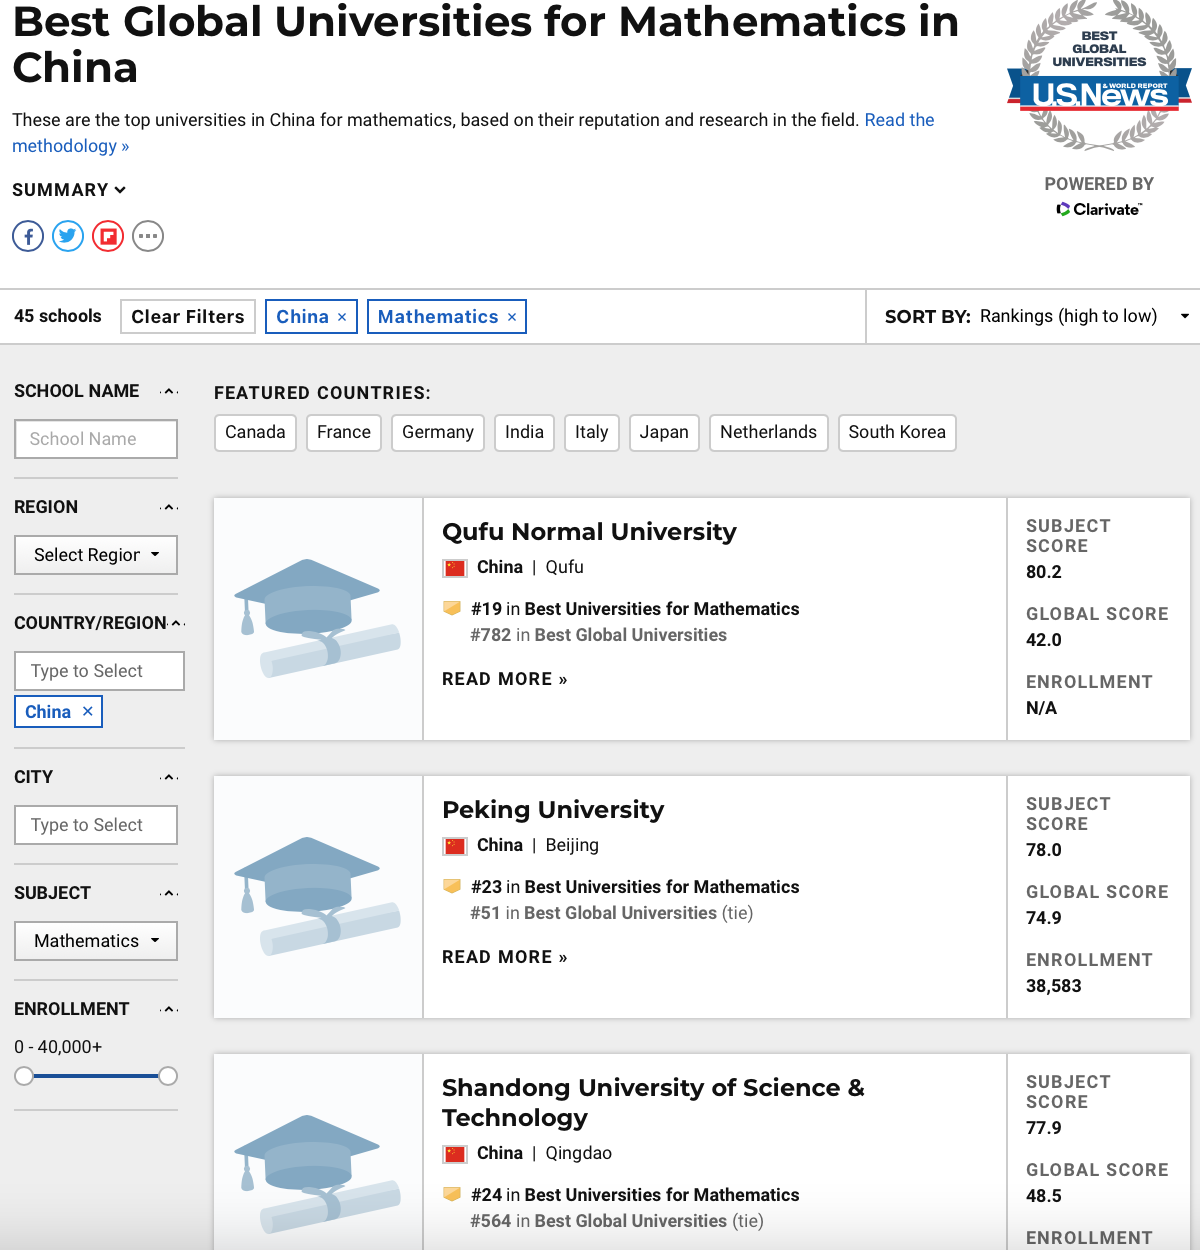 Best Global Universities for Mathematics in
China
These are the top universities in China for mathematics, based on their reputation and research in the field. Read the
methodology »
SUMMARY
BEST
GLOBAL
UNIVERSITIES
U.S.News
& WORLD REPORT
POWERED BY
Clarivate™
45 schools
Clear Filters
China ×
Mathematics ×
SORT BY: Rankings (high to low)
SCHOOL NAME
School Name
REGION
Select Region
COUNTRY/REGION
Type to Select
China ×
CITY
Type to Select
SUBJECT
Mathematics
ENROLLMENT
0 - 40,000+
FEATURED COUNTRIES:
Canada
France
Germany
India
Italy
Japan
Netherlands
South Korea
Qufu Normal University
China | Qufu
#19 in Best Universities for Mathematics
#782 in Best Global Universities
READ MORE »
SUBJECT
SCORE
80.2
GLOBAL SCORE
42.0
ENROLLMENT
N/A
Peking University
China | Beijing
#23 in Best Universities for Mathematics
#51 in Best Global Universities (tie)
READ MORE »
SUBJECT
SCORE
78.0
GLOBAL SCORE
74.9
ENROLLMENT
38,583
Shandong University of Science &
Technology
China | Qingdao
#24 in Best Universities for Mathematics
#564 in Best Global Universities (tie)
SUBJECT
SCORE
77.9
GLOBAL SCORE
48.5
ENROLLMENT